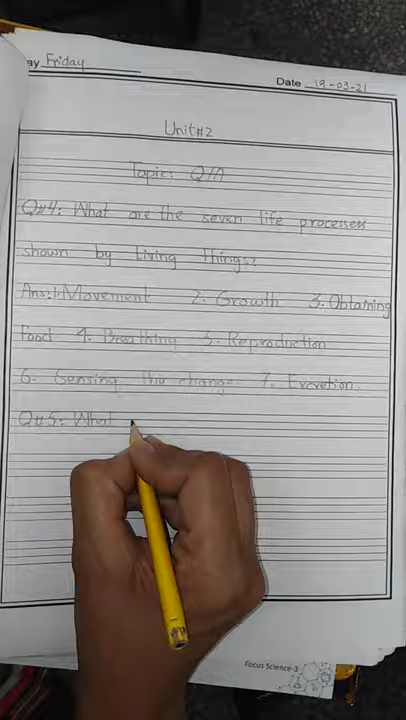 ay Friday
Date 19-03-21
Unit#2
Topic: Q/A
Q#4: What are the seven life processes
shown by living things?
Ans: 1. Movement 2. Growth 3. Obtaining
Food 4. Breathing 5. Reproduction
6. Sensing the change 7. Excretion.
Q#5: What
Focus Science-3